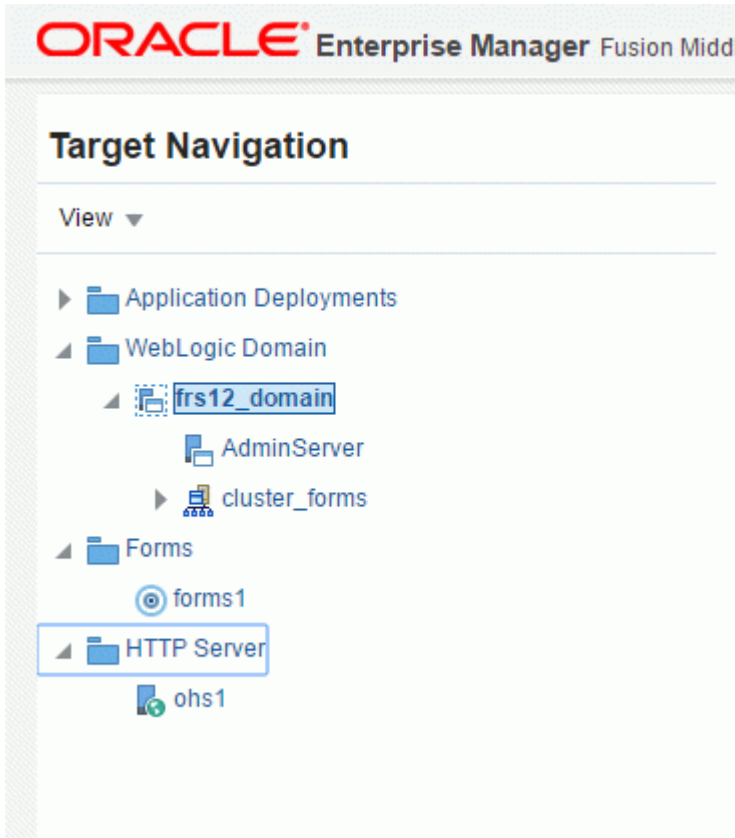 ORACLE Enterprise Manager Fusion Midd
Target Navigation
View
Application Deployments
WebLogic Domain
frs12_domain
AdminServer
cluster_forms
Forms
forms1
HTTP Server
ohs1